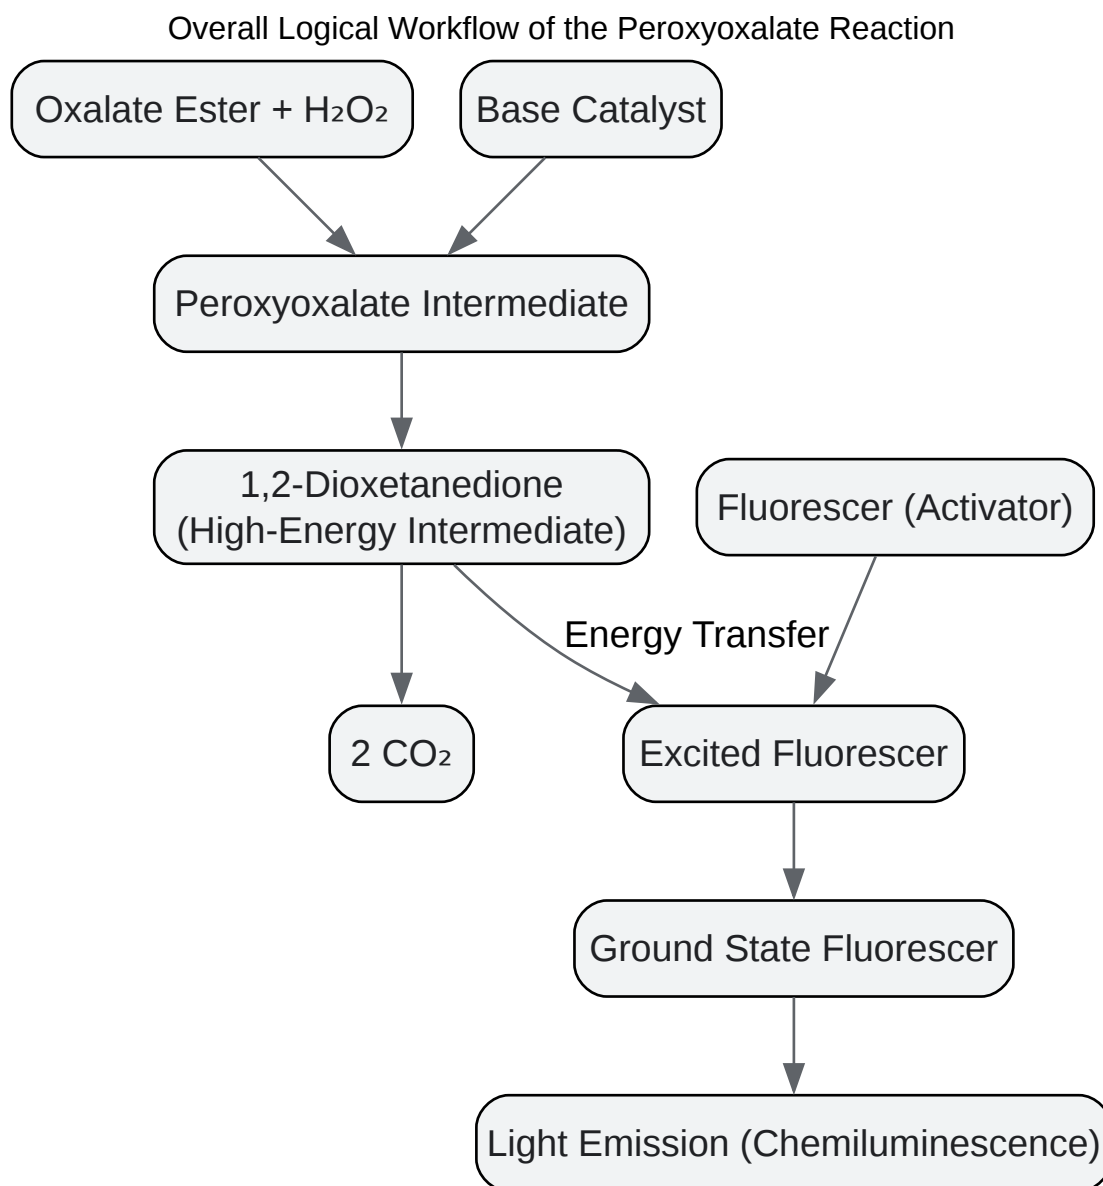 Overall Logical Workflow of the Peroxyoxalate Reaction
Oxalate Ester + H₂O₂
Base Catalyst
Peroxyoxalate Intermediate
1,2-Dioxetanedione
(High-Energy Intermediate)
Fluorescer (Activator)
Energy Transfer
2 CO₂
Excited Fluorescer
Ground State Fluorescer
Light Emission (Chemiluminescence)